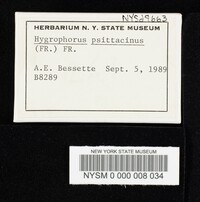 NYS29663
HERBARIUM N. Y. STATE MUSEUM
Hygrophorus psittacinus
(FR.) FR.
A.E. Bessette Sept. 5, 1989
B8289
NEW YORK STATE MUSEUM
NYSM 0 000 008 034